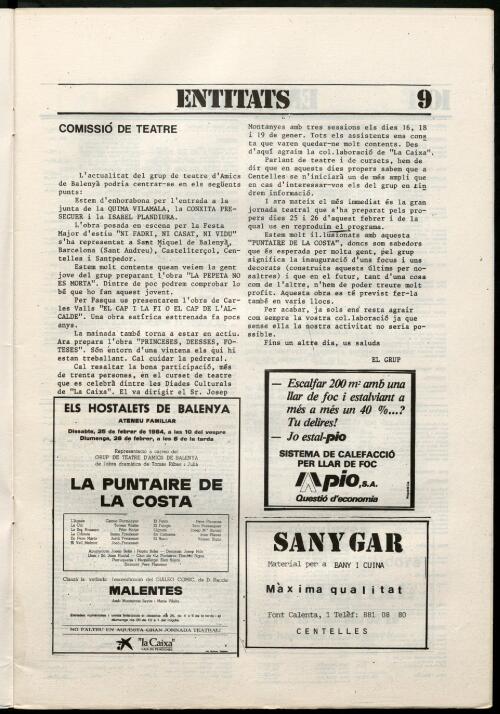 ENTITATS 9
COMISSIÓ DE TEATRE
L'actualitat del grup de teatre d'Amics
de Balenyà podria centrar-se en els següents
punts:
Estem d'enhorabona per l'entrada a la
junta de la QUIMA VILAMALA, la CONXITA PRE-
SEGUER i la ISABEL PLANDIURA.
L'obra posada en escena per la Festa
Major d'estiu "NI FADRI, NI CASAT, NI VIDU"
s'ha representat a Sant Miquel de Balenyà,
Barcelona (Sant Andreu), Castellterçol, Cen-
telles i Santpedor.
Estem molt contents quan veiem la gent
jove del grup preparant l'obra "LA PEPETA NO
ES MORTA". Dintre de poc podrem comprobar lo
bé que ho fan aquest jovent.
Per Pasqua us presentarem l'obra de Car-
les Valls "EL CAP I LA FI O EL CAP DE L'AL-
CALDE". Una obra satírica estrenada fa pocs
anys.
La mainada també torna a estar en actiu.
Ara prepara l'obra "PRINCESES, DEESSES, PO-
TESES". Són entorn d'una vintena els qui hi
estan treballant. Cal cuidar la pedrera!.
Cal ressaltar la bona participació, més
de trenta persones, en el curset de teatre
que es celebrà dintre les Diades Culturals
de "La Caixa". El va dirigir el Sr. Josep
Montanyes amb tres sessions els dies 16, 18
i 19 de gener. Tots els assistents ens cons
ta que varen quedar-ne molt contents. Des
d'aquí agraïm la col.laboració de "La Caixa".
Parlant de teatre i de cursets, hem de
dir que en aquests dies propers sabem que a
Centelles se n'iniciarà un de més ampli que
en cas d'interessar-vos els del grup en tin
drem informació.
I ara mateix el més immediat és la gran
jornada teatral que s'ha preparat pels pro-
pers dies 25 i 26 d'aquest febrer i de la
qual us en reproduïm el programa.
Estem molt il.lusionats amb aquesta
"PUNTAIRE DE LA COSTA", doncs som sabedors
que és esperada per molta gent, pel grup
significa la inauguració d'uns focus i uns
decorats (construïts aquests últims per no-
saltres) i que en el futur, tant d'una cosa
com de l'altre, n'hem de poder treure molt
profit. Aquesta obra es té previst fer-la
també en varis llocs.
Per acabar, ja sols ens resta agrair
com sempre la vostra col.laboració ja que
sense ella la nostra activitat no seria po-
ssible.
Fins un altre dia, us saluda
EL GRUP
ELS HOSTALETS DE BALENYA
ATENEU FAMILIAR
Dissabte, 25 de febrer de 1984, a les 10 del vespre
Diumenge, 26 de febrer, a les 6 de la tarda
Representació a càrrec del
GRUP DE TEATRE D'AMICS DE BALENYA
de l'obra dramàtica de Tomàs Ribas i Julià
LA PUNTAIRE DE
LA COSTA
MALENTES
NO FALTEU EN AQUESTA GRAN JORNADA TEATRAL!
"la Caixa"
CAIXA DE PENSIONS
— Escalfar 200 m² amb una
llar de foc i estalviant a
més a més un 40 %...?
Tu delires!
— Jo estal-pio
SISTEMA DE CALEFACCIÓ
PER LLAR DE FOC
pio, S.A.
Qüestió d'economia
SANYGAR
Material per a BANY I CUINA
Màxima qualitat
Font Calenta, 1 Telèf: 881 08 80
CENTELLES